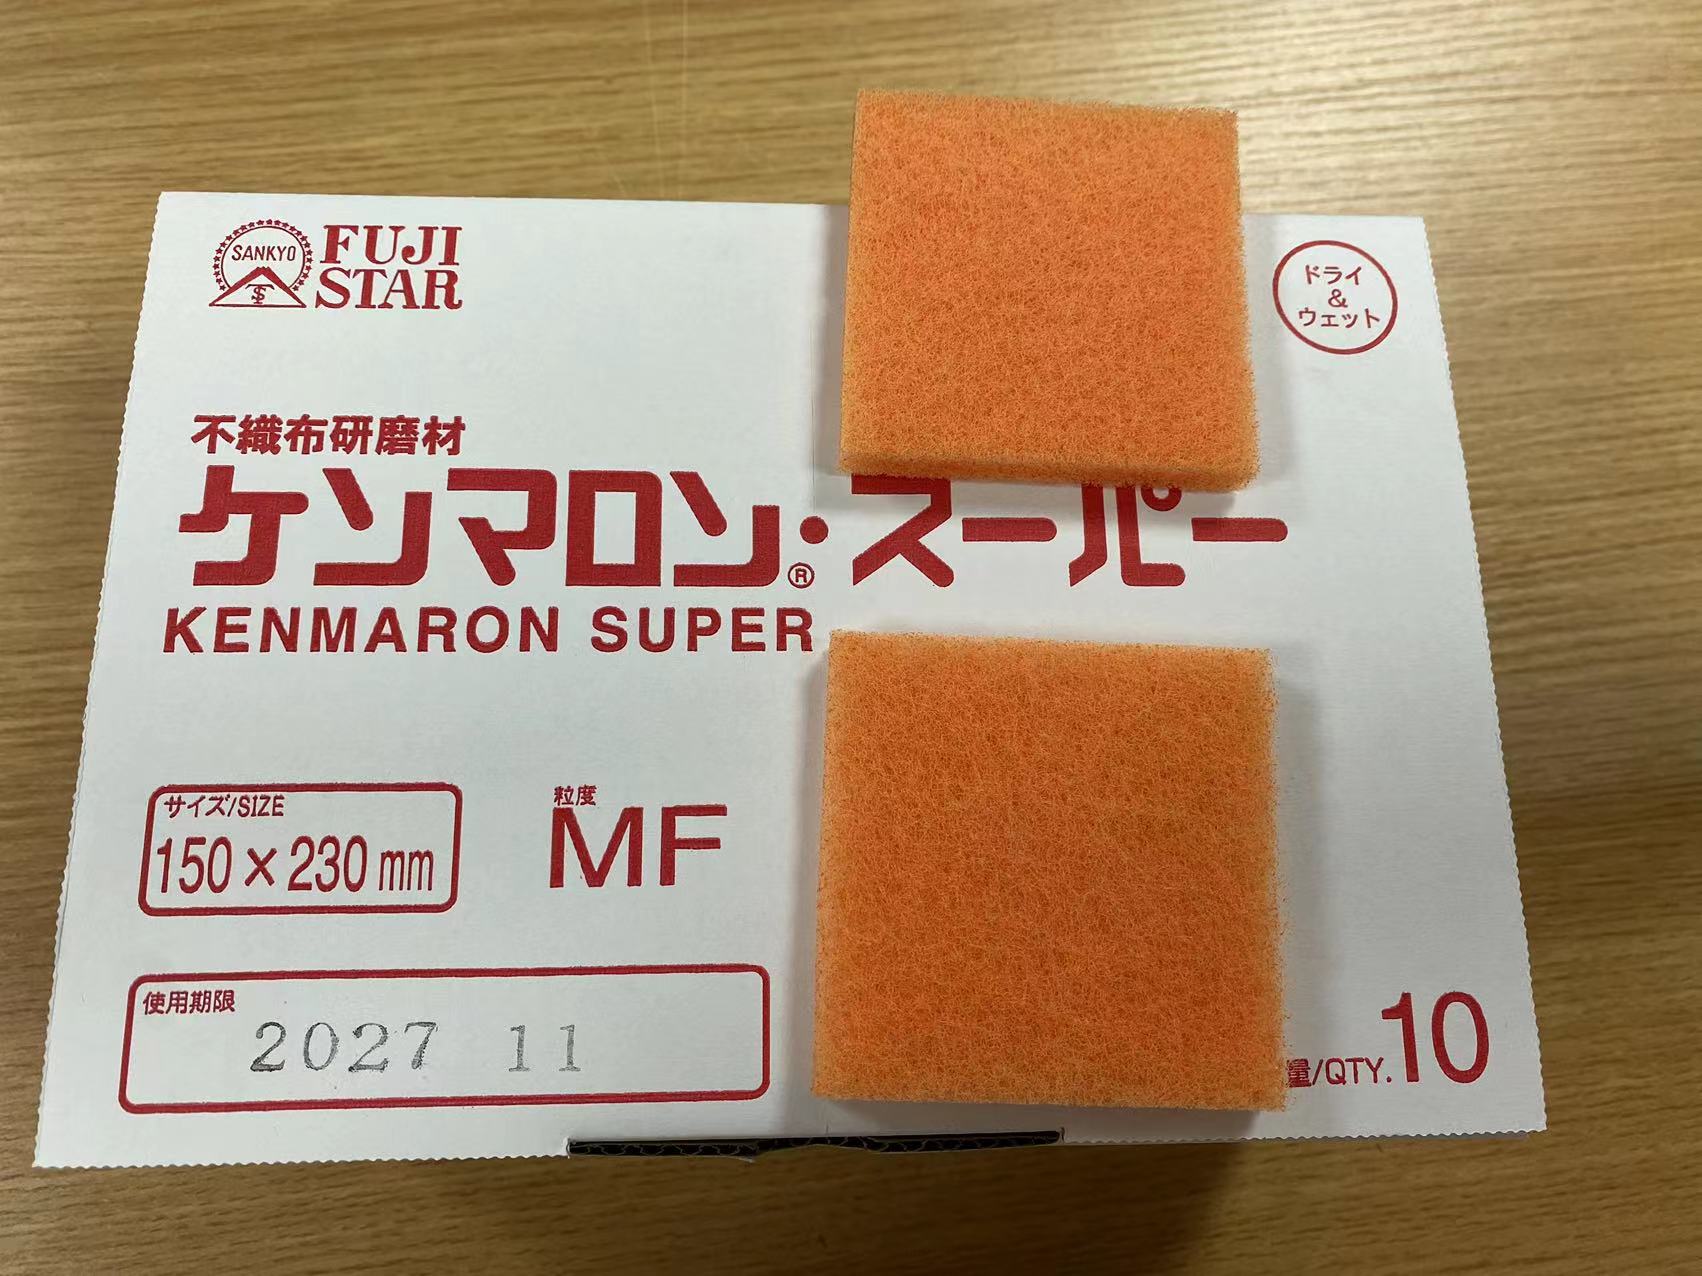 SANKYO
FUJI
STAR
ドライ
&
ウェット
不織布研磨材
ケンマロン®・スーパー
KENMARON SUPER
サイズ/SIZE
150×230mm
粒度
MF
使用期限
2027 11
量/QTY.10